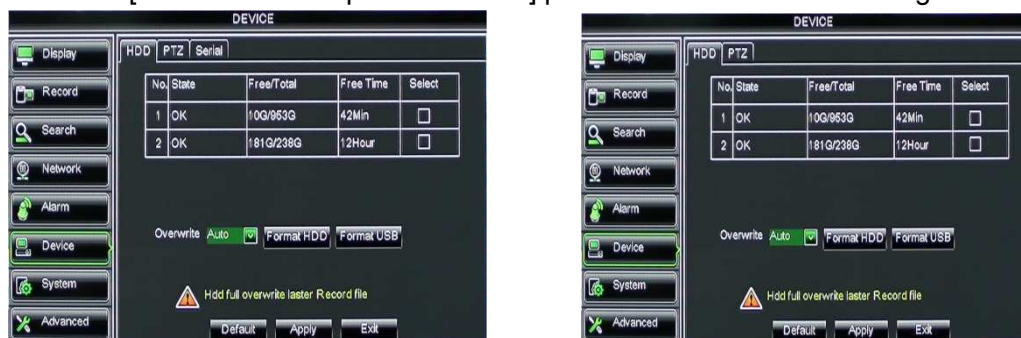 DEVICE
Display
Record
Search
Network
Alarm
Device
System
Advanced
HDD PTZ Serial
No. State Free/Total Free Time Select
1 OK 10G/953G 42Min
2 OK 181G/238G 12Hour
Overwrite Auto Format HDD Format USB
Hdd full overwrite laster Record file
Default Apply Exit
DEVICE
Display
Record
Search
Network
Alarm
Device
System
Advanced
HDD PTZ
No. State Free/Total Free Time Select
1 OK 10G/953G 42Min
2 OK 181G/238G 12Hour
Overwrite Auto Format HDD Format USB
Hdd full overwrite laster Record file
Default Apply Exit